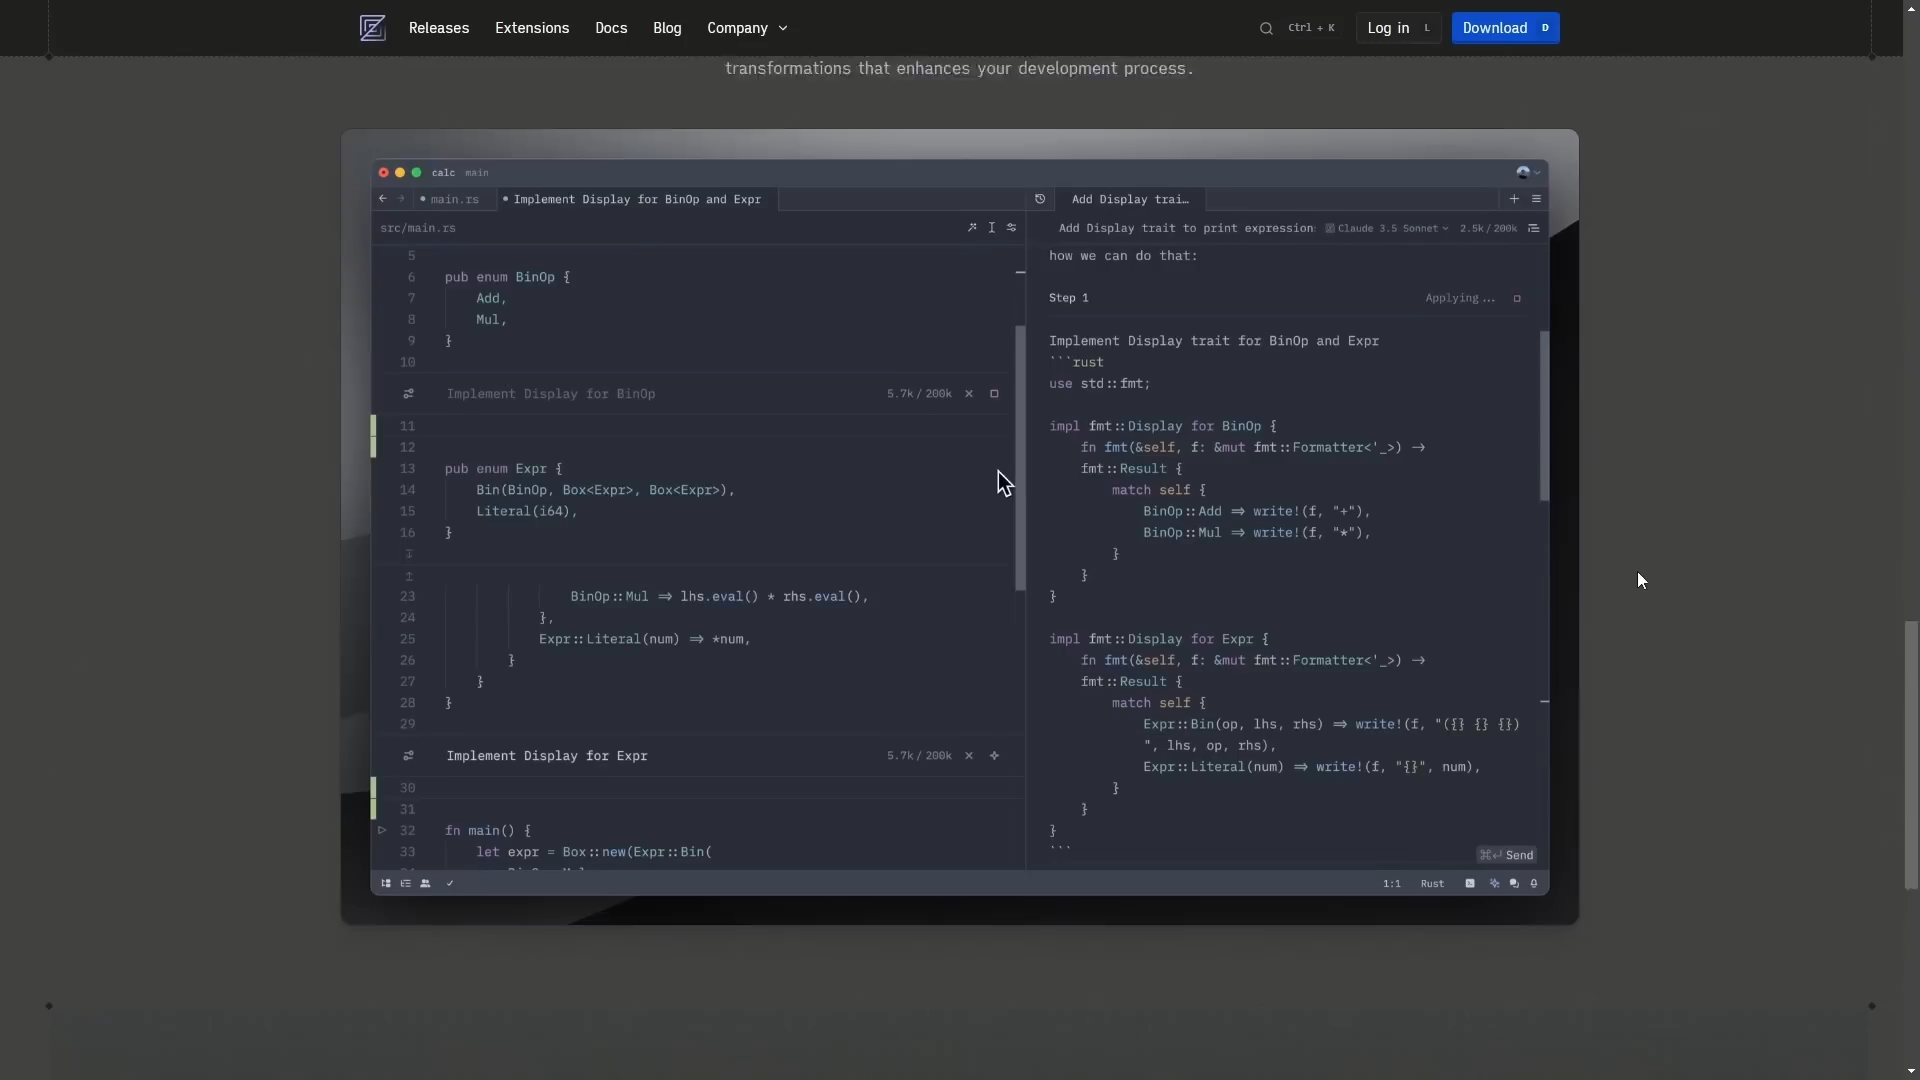 Releases Extensions Docs Blog Company Ctrl + K Log in L Download D
transformations that enhances your development process.
calc main
main.rs Implement Display for BinOp and Expr
src/main.rs
5
6 pub enum BinOp {
7 Add,
8 Mul,
9 }
10
Implement Display for BinOp 5.7k / 200k
11
12
13 pub enum Expr {
14 Bin(BinOp, Box<Expr>, Box<Expr>),
15 Literal(i64),
16 }
23 BinOp::Mul ⇒ lhs.eval() * rhs.eval(),
24 },
25 Expr::Literal(num) ⇒ *num,
26 }
27 }
28 }
29
Implement Display for Expr 5.7k / 200k
30
31
32 fn main() {
33 let expr = Box::new(Expr::Bin(
Add Display trai…
Add Display trait to print expression Claude 3.5 Sonnet 2.5k / 200k
how we can do that:
Step 1 Applying ...
Implement Display trait for BinOp and Expr
```rust
use std::fmt;
impl fmt::Display for BinOp {
fn fmt(&self, f: &mut fmt::Formatter<'_>) →
fmt::Result {
match self {
BinOp::Add ⇒ write!(f, "+"),
BinOp::Mul ⇒ write!(f, "*"),
}
}
}
impl fmt::Display for Expr {
fn fmt(&self, f: &mut fmt::Formatter<'_>) →
fmt::Result {
match self {
Expr::Bin(op, lhs, rhs) ⇒ write!(f, "({} {} {})
", lhs, op, rhs),
Expr::Literal(num) ⇒ write!(f, "{}", num),
}
}
}
```
⌘↵ Send
1:1 Rust